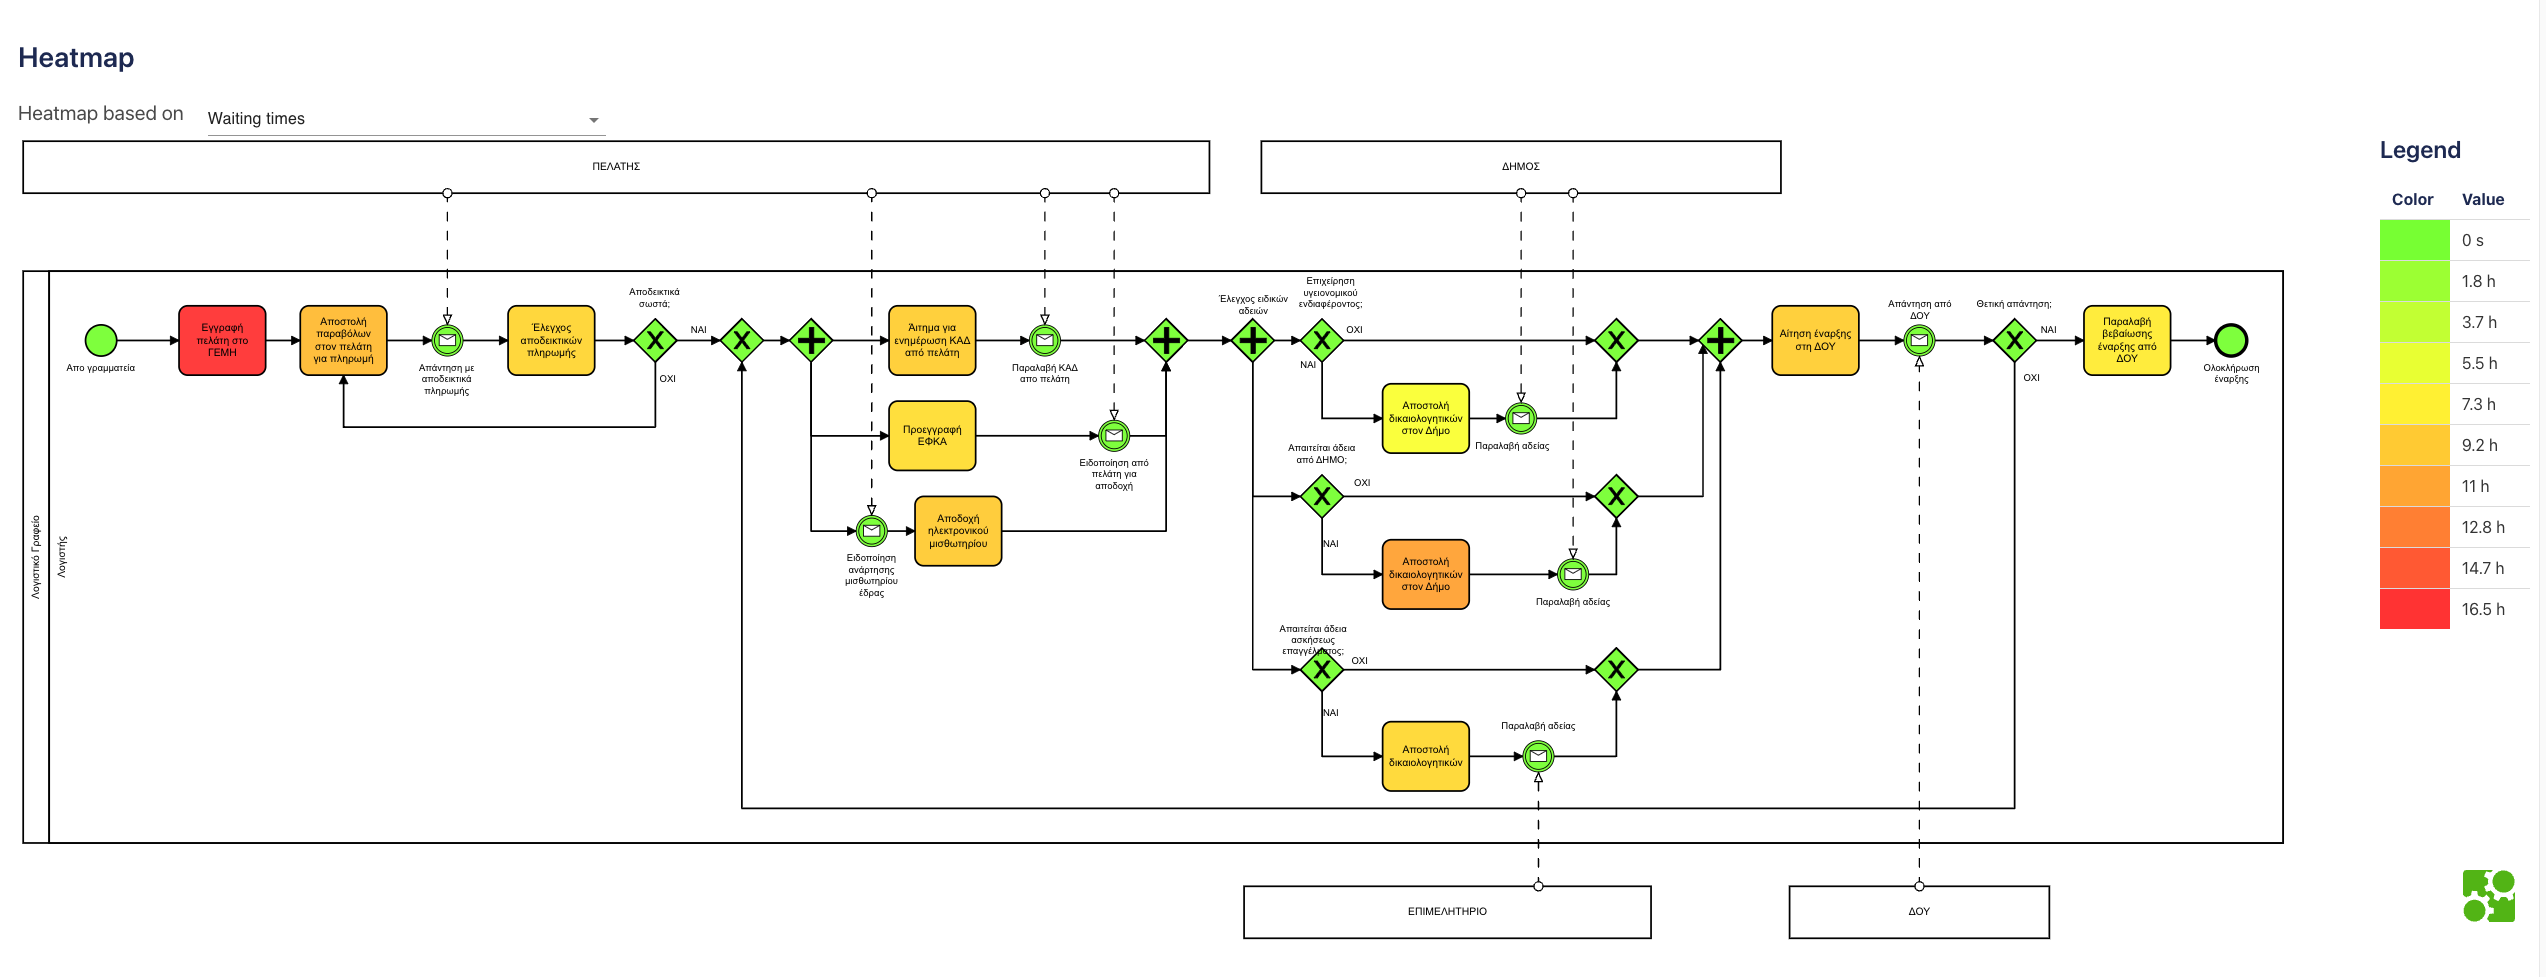 Heatmap
Heatmap based on
Waiting times
ΠΕΛΑΤΗΣ
ΔΗΜΟΣ
Legend
Color Value
0 s
1.8 h
3.7 h
5.5 h
7.3 h
9.2 h
11 h
12.8 h
14.7 h
16.5 h
Λογιστικό Γραφείο
Λογιστής
Απο γραμματεία
Εγγραφή
πελάτη στο
ΓΕΜΗ
Αποστολή
παραβόλων
στον πελάτη
για πληρωμή
Απάντηση με
αποδεικτικά
πληρωμής
Έλεγχος
αποδεικτικών
πληρωμής
Αποδεικτικά
σωστά;
ΝΑΙ
ΟΧΙ
Άιτημα για
ενημέρωση ΚΑΔ
από πελάτη
Παραλαβή ΚΑΔ
απο πελάτη
Προεγγραφή
ΕΦΚΑ
Ειδοποίηση από
πελάτη για
αποδοχή
Ειδοποίηση
ανάρτησης
μισθωτηρίου
έδρας
Αποδοχή
ηλεκτρονικού
μισθωτηρίου
Έλεγχος ειδικών
αδειών
Επιχείρηση
υγειονομικού
ενδιαφέροντος;
ΟΧΙ
ΝΑΙ
Αποστολή
δικαιολογητικών
στον Δήμο
Παραλαβή αδείας
Απαιτείται άδεια
από ΔΗΜΟ;
ΟΧΙ
ΝΑΙ
Αποστολή
δικαιολογητικών
στον Δήμο
Παραλαβή αδείας
Απαιτείται άδεια
ασκήσεως
επαγγέλματος;
ΟΧΙ
ΝΑΙ
Αποστολή
δικαιολογητικών
Παραλαβή αδείας
Αίτηση έναρξης
στη ΔΟΥ
Απάντηση από
ΔΟΥ
Θετική απάντηση;
ΝΑΙ
ΟΧΙ
Παραλαβή
βεβαίωσης
έναρξης από
ΔΟΥ
Ολοκλήρωση
έναρξης
ΕΠΙΜΕΛΗΤΗΡΙΟ
ΔΟΥ